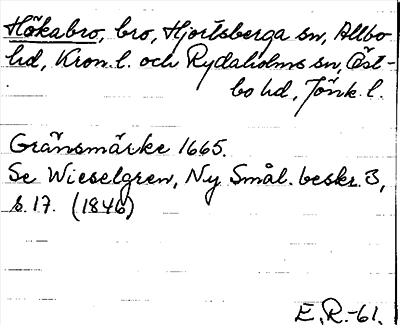 Hökabro, bro, Hjortsberga sn, Allbo
hd, Kron.l. och Rydaholms sn, Öst-
bo hd, Jönk.l.
Gränsmärke 1665.
Se Wieselgren, Ny Smål. beskr. 3,
s. 17. (1846)
E.R.-61.